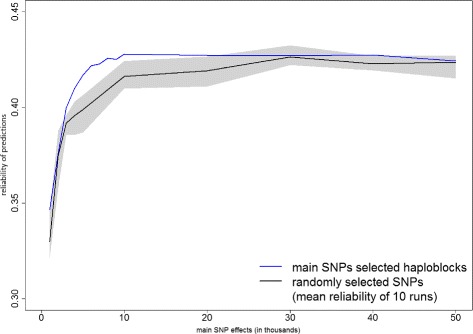 0.45
0.40
0.35
0.30
reliability of predictions
main SNPs selected haploblocks
randomly selected SNPs
(mean reliability of 10 runs)
0
10
20
30
40
50
main SNP effects (in thousands)